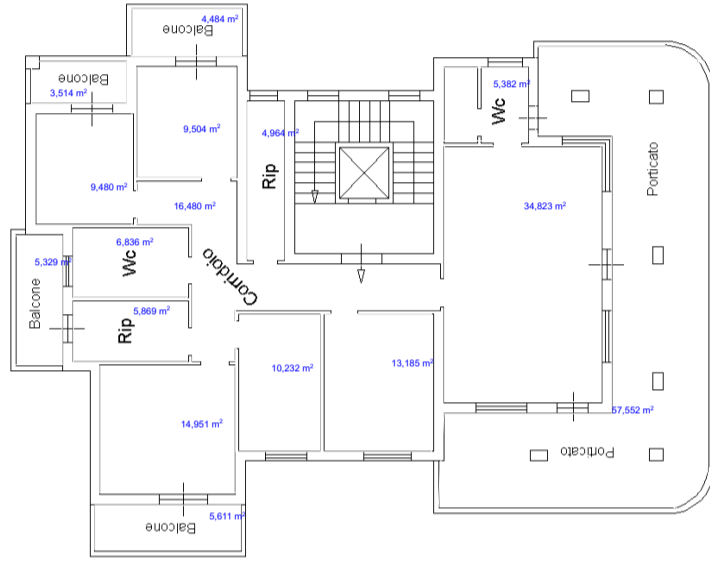 4,484 m²
Balcone
Balcone
3,514 m²
5,382 m²
Wc
9,504 m²
4,964 m²
Rip
Porticato
9,480 m²
16,480 m²
34,823 m²
6,836 m²
Wc
5,329 m²
Balcone
Corridoio
5,869 m²
Rip
10,232 m²
13,185 m²
14,951 m²
57,552 m²
Porticato
5,611 m²
Balcone